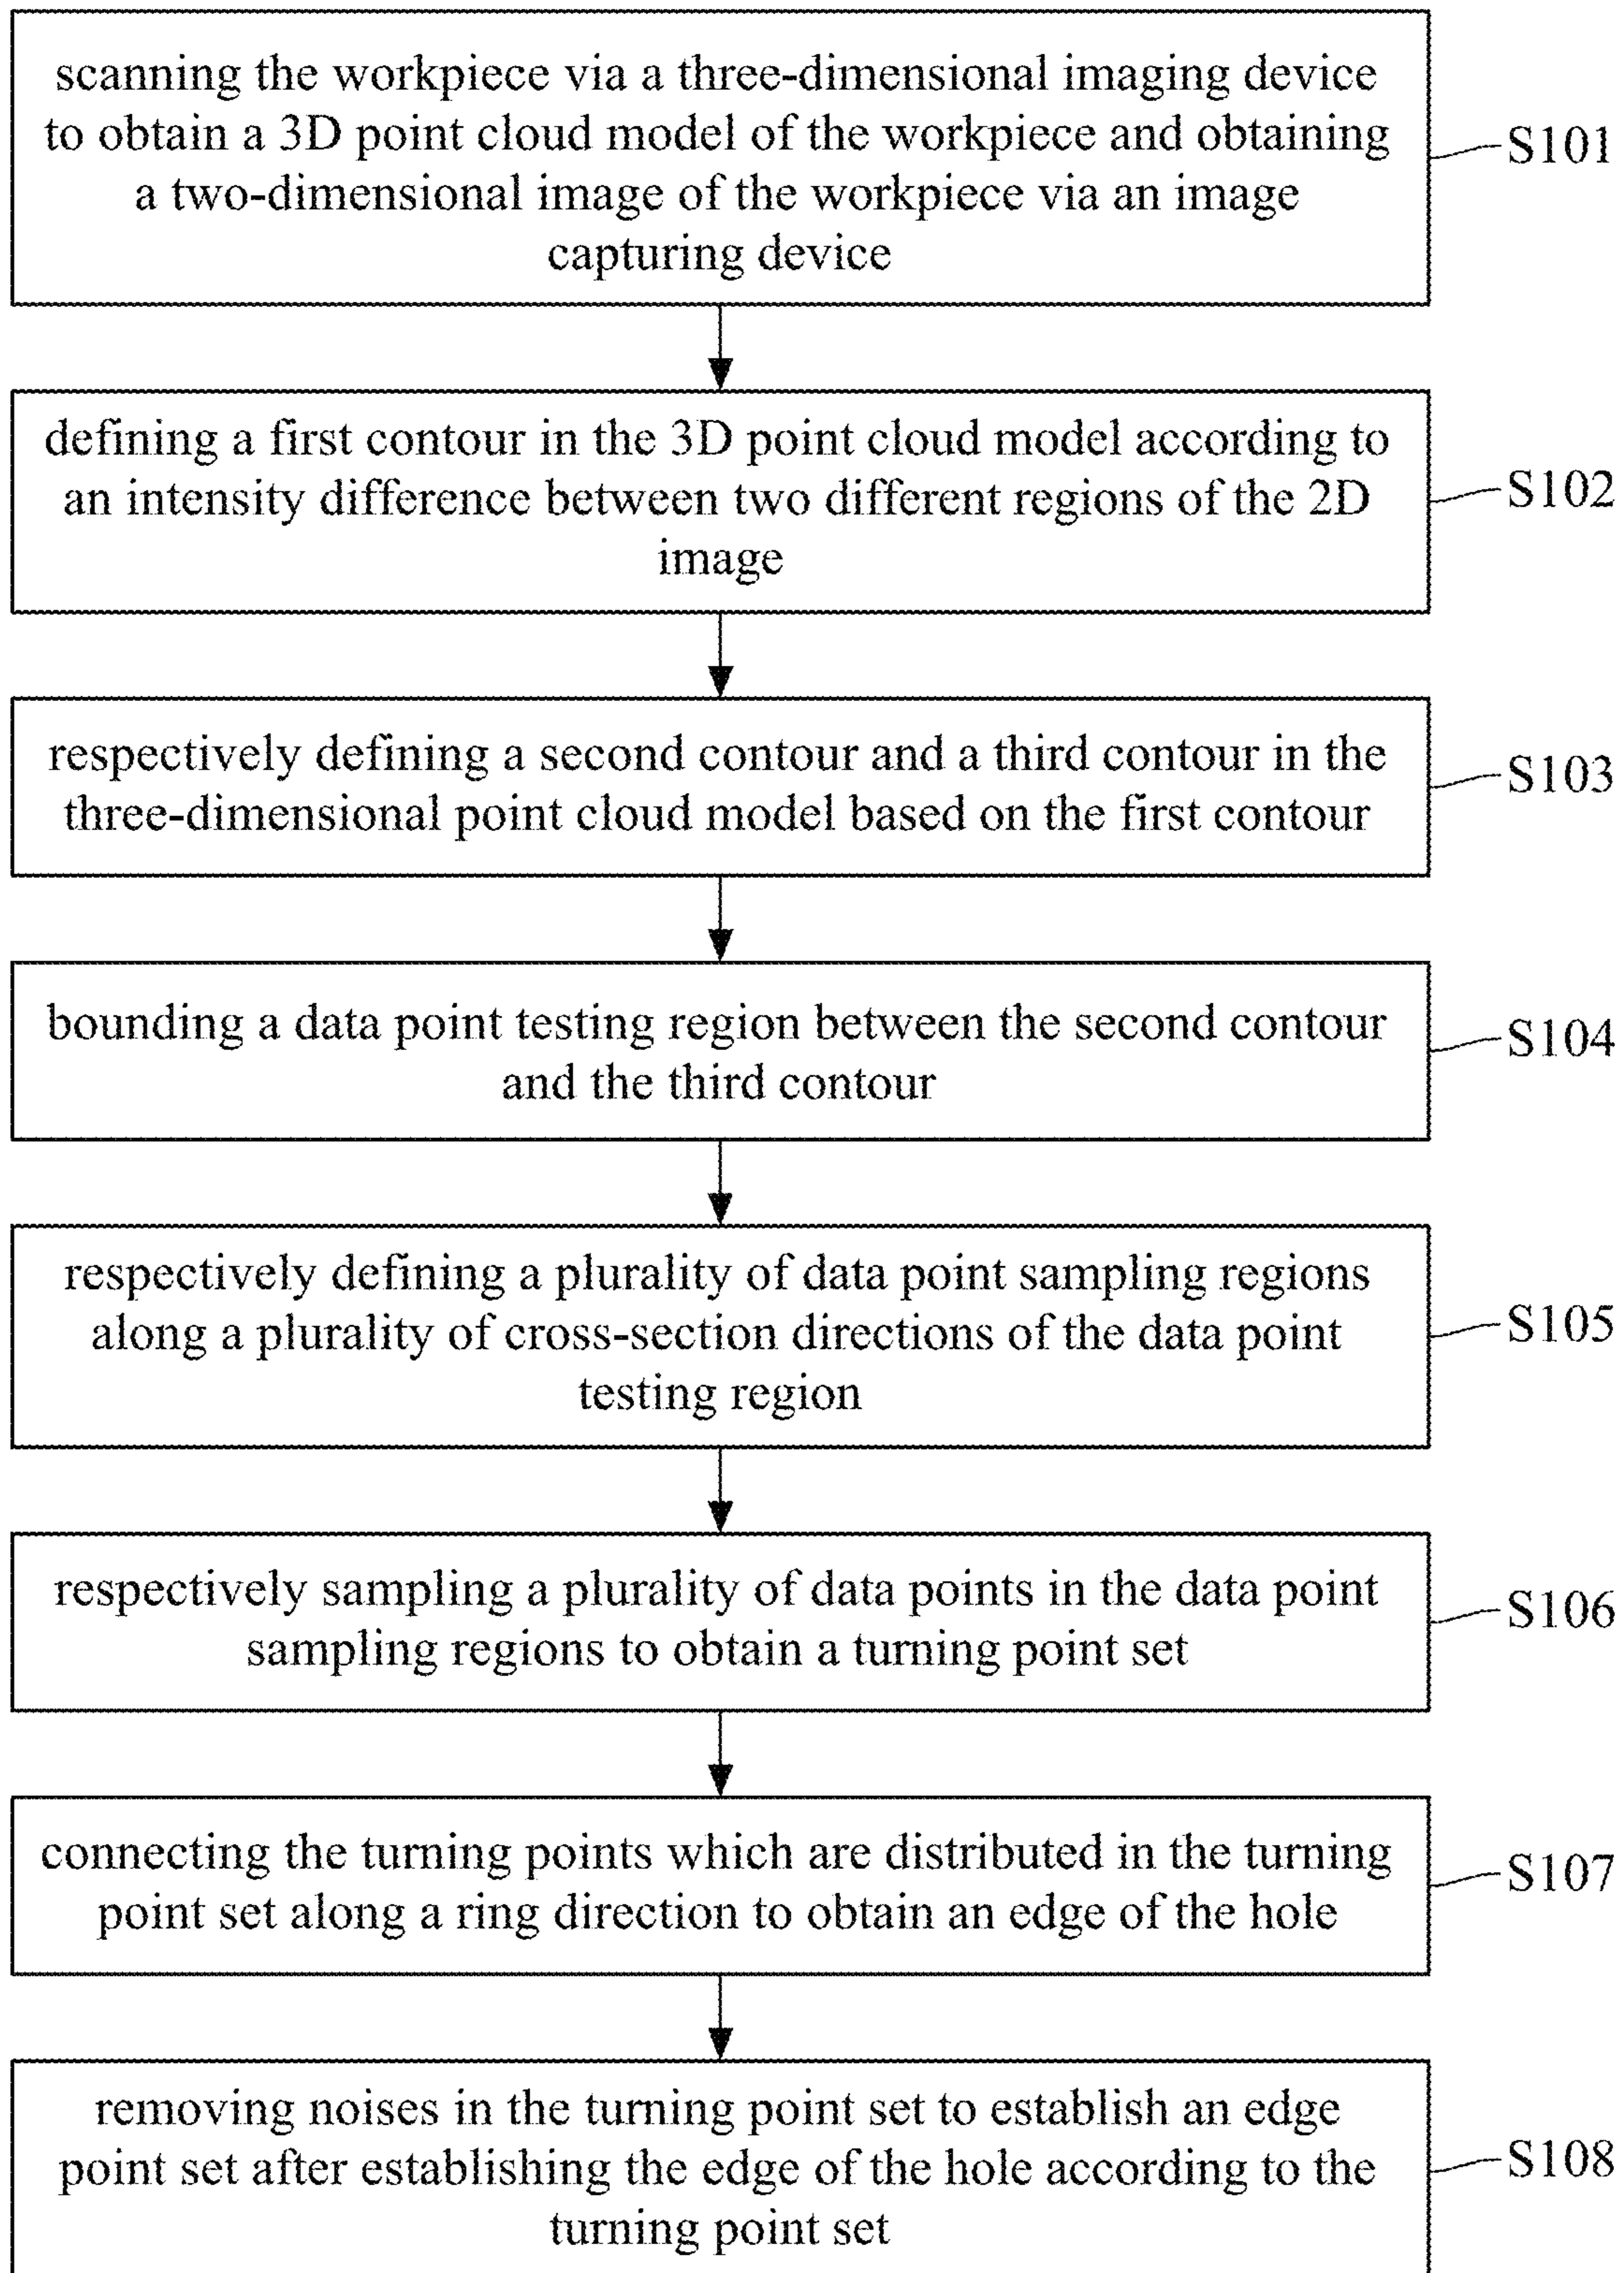 scanning the workpiece via a three-dimensional imaging device
to obtain a 3D point cloud model of the workpiece and obtaining
a two-dimensional image of the workpiece via an image
capturing device
S101
defining a first contour in the 3D point cloud model according to
an intensity difference between two different regions of the 2D
image
S102
respectively defining a second contour and a third contour in the
three-dimensional point cloud model based on the first contour
S103
bounding a data point testing region between the second contour
and the third contour
S104
respectively defining a plurality of data point sampling regions
along a plurality of cross-section directions of the data point
testing region
S105
respectively sampling a plurality of data points in the data point
sampling regions to obtain a turning point set
S106
connecting the turning points which are distributed in the turning
point set along a ring direction to obtain an edge of the hole
S107
removing noises in the turning point set to establish an edge
point set after establishing the edge of the hole according to the
turning point set
S108